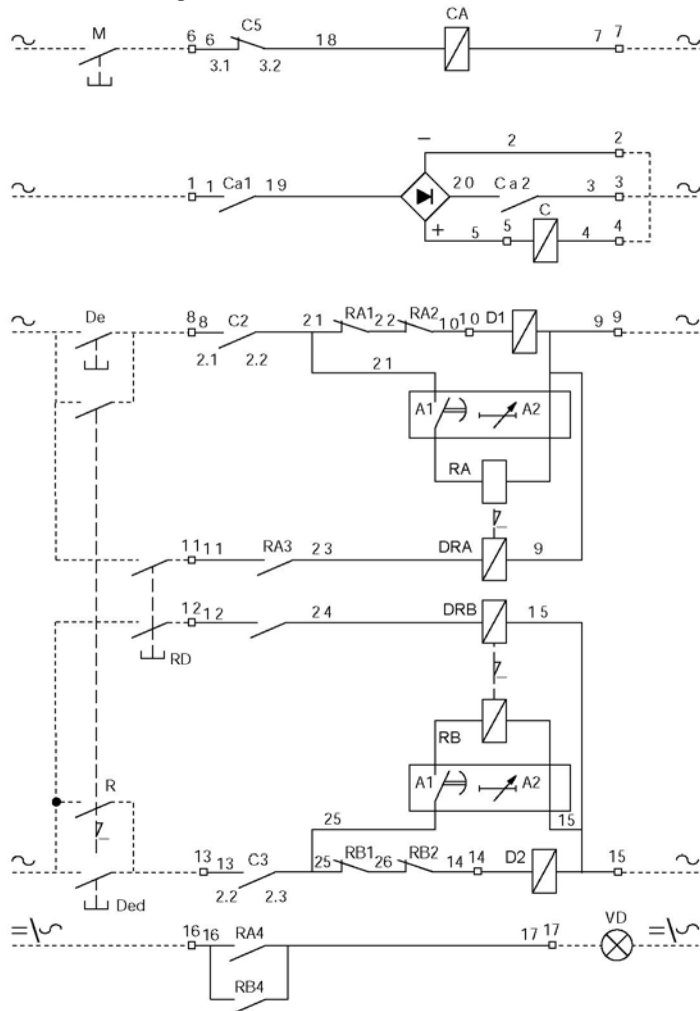 M C5 CA
6 6 18 7 7
3.1 3.2
− 2 2
1 1 Ca1 19 20 Ca2 3 3
+ 5 5 C 4 4
De 8 8 C2 21 RA1 22 RA2 10 10 D1 9 9
2.1 2.2
21
A1 A2
RA
11 11 RA3 23 DRA 9
12 12 24 DRB 15
RD
RB
A1 A2
R
25 15
13 13 C3 25 RB1 26 RB2 14 14 D2 15
2.2 2.3
Ded
16 16 RA4 17 17 VD
RB4